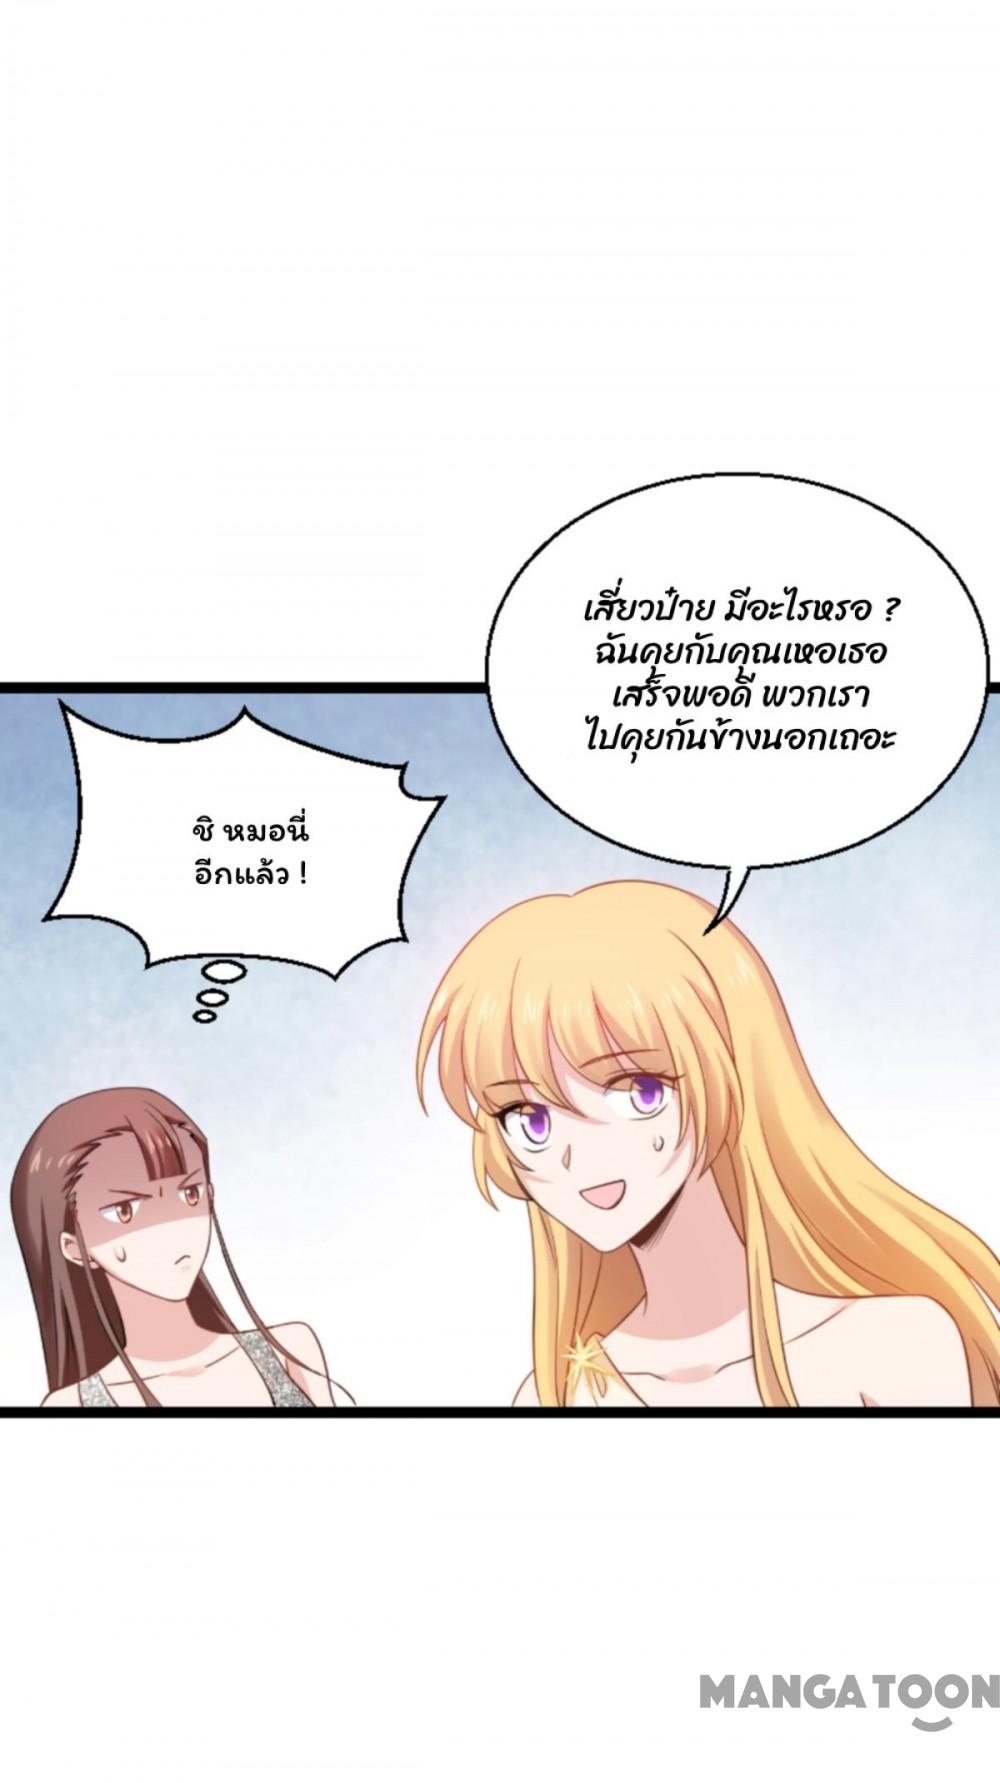 เสี่ยวป๋าย มีอะไรหรอ ?
ฉันคุยกับคุณเหอเธอ
เสร็จพอดี พวกเรา
ไปคุยกันข้างนอกเถอะ
ชิ หมอนี่
อีกแล้ว !
MANGATOON